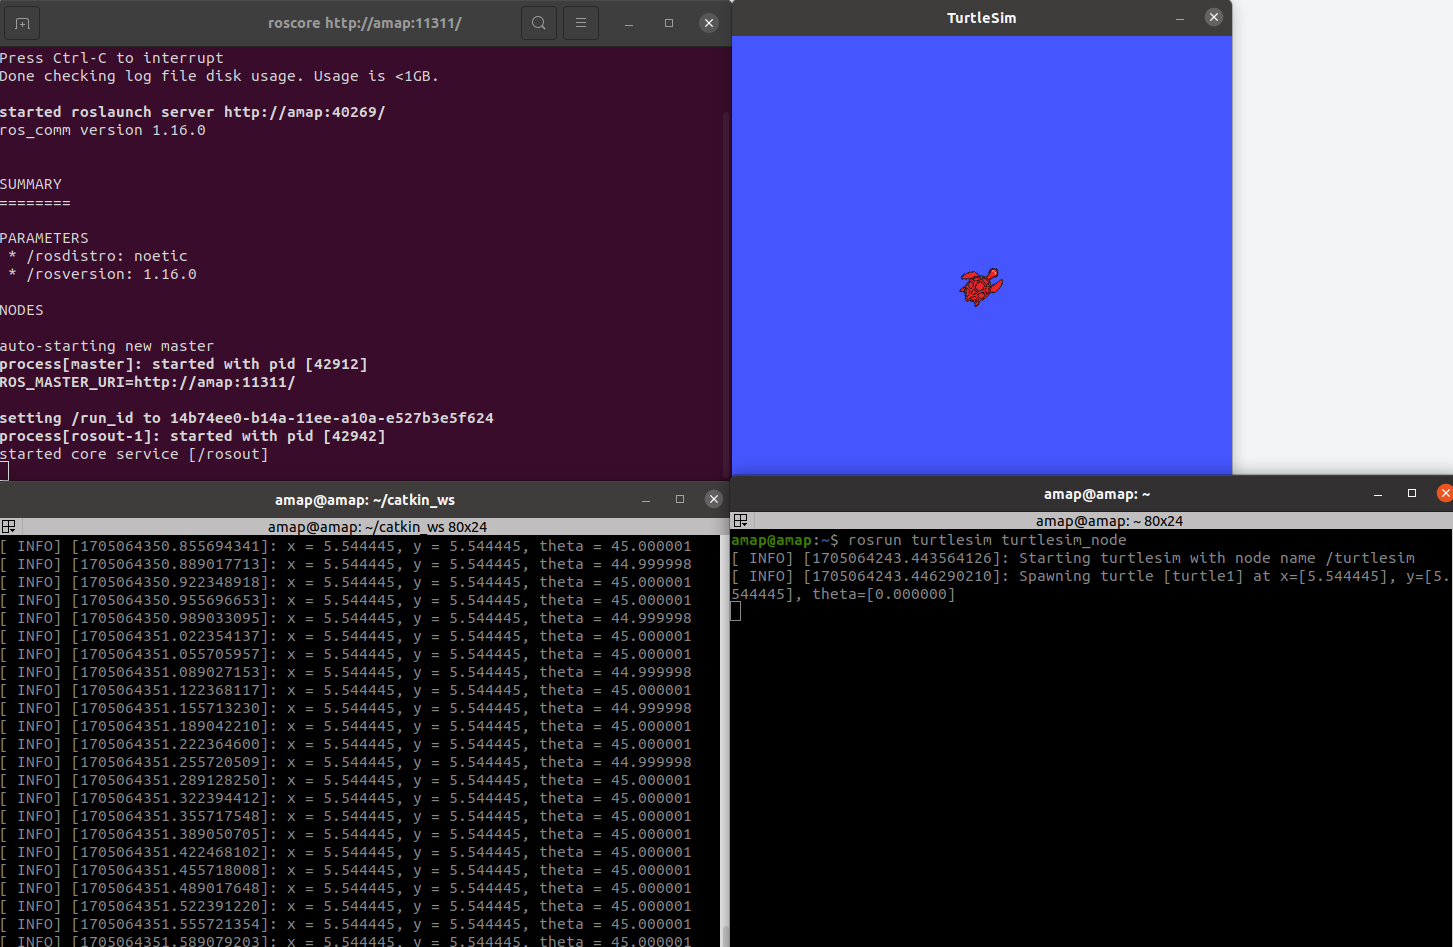 roscore http://amap:11311/
Press Ctrl-C to interrupt
Done checking log file disk usage. Usage is <1GB.
started roslaunch server http://amap:40269/
ros_comm version 1.16.0
SUMMARY
========
PARAMETERS
* /rosdistro: noetic
* /rosversion: 1.16.0
NODES
auto-starting new master
process[master]: started with pid [42912]
ROS_MASTER_URI=http://amap:11311/
setting /run_id to 14b74ee0-b14a-11ee-a10a-e527b3e5f624
process[rosout-1]: started with pid [42942]
started core service [/rosout]
TurtleSim
amap@amap: ~/catkin_ws
amap@amap: ~/catkin_ws 80x24
[ INFO] [1705064350.855694341]: x = 5.544445, y = 5.544445, theta = 45.000001
[ INFO] [1705064350.889017713]: x = 5.544445, y = 5.544445, theta = 44.999998
[ INFO] [1705064350.922348918]: x = 5.544445, y = 5.544445, theta = 45.000001
[ INFO] [1705064350.955696653]: x = 5.544445, y = 5.544445, theta = 45.000001
[ INFO] [1705064350.989033095]: x = 5.544445, y = 5.544445, theta = 44.999998
[ INFO] [1705064351.022354137]: x = 5.544445, y = 5.544445, theta = 45.000001
[ INFO] [1705064351.055705957]: x = 5.544445, y = 5.544445, theta = 45.000001
[ INFO] [1705064351.089027153]: x = 5.544445, y = 5.544445, theta = 44.999998
[ INFO] [1705064351.122368117]: x = 5.544445, y = 5.544445, theta = 45.000001
[ INFO] [1705064351.155713230]: x = 5.544445, y = 5.544445, theta = 44.999998
[ INFO] [1705064351.189042210]: x = 5.544445, y = 5.544445, theta = 45.000001
[ INFO] [1705064351.222364600]: x = 5.544445, y = 5.544445, theta = 45.000001
[ INFO] [1705064351.255720509]: x = 5.544445, y = 5.544445, theta = 44.999998
[ INFO] [1705064351.289128250]: x = 5.544445, y = 5.544445, theta = 45.000001
[ INFO] [1705064351.322394412]: x = 5.544445, y = 5.544445, theta = 45.000001
[ INFO] [1705064351.355717548]: x = 5.544445, y = 5.544445, theta = 45.000001
[ INFO] [1705064351.389050705]: x = 5.544445, y = 5.544445, theta = 45.000001
[ INFO] [1705064351.422468102]: x = 5.544445, y = 5.544445, theta = 45.000001
[ INFO] [1705064351.455718008]: x = 5.544445, y = 5.544445, theta = 45.000001
[ INFO] [1705064351.489017648]: x = 5.544445, y = 5.544445, theta = 45.000001
[ INFO] [1705064351.522391220]: x = 5.544445, y = 5.544445, theta = 45.000001
[ INFO] [1705064351.555721354]: x = 5.544445, y = 5.544445, theta = 45.000001
[ INFO] [1705064351.589079203]: x = 5.544445, y = 5.544445, theta = 45.000001
amap@amap: ~
amap@amap: ~ 80x24
amap@amap:~$ rosrun turtlesim turtlesim_node
[ INFO] [1705064243.443564126]: Starting turtlesim with node name /turtlesim
[ INFO] [1705064243.446290210]: Spawning turtle [turtle1] at x=[5.544445], y=[5.
544445], theta=[0.000000]